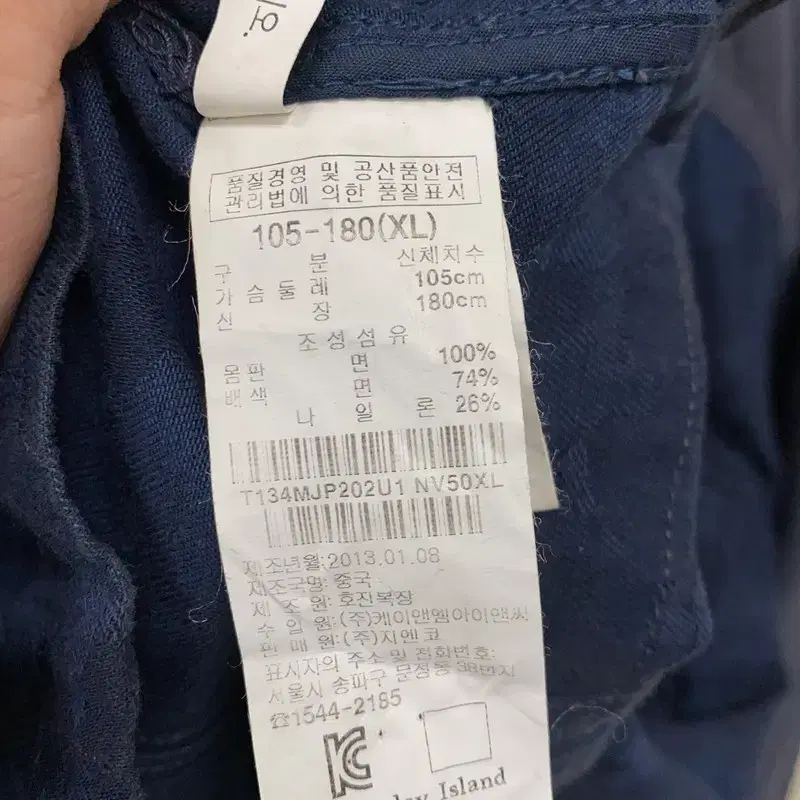 요.
품질경영 및 공산품안전
관리법에 의한 품질표시
105-180(XL)
구 분 신체치수
가 슴 둘 레 105cm
신 장 180cm
조 성 섬 유
몸 판 면 100%
배 색 면 74%
나 일 론 26%
T134MJP202U1 NV50XL
제조년월:2013.01.08
제조국명:중국
제 조 원:호진복장
수 입 원:(주)케이앤엠아이앤씨
판 매 원:(주)지엔코
표시자의 주소 및 전화번호:
서울시 송파구 문정동 38번지
☎1544-2185
KC
Island